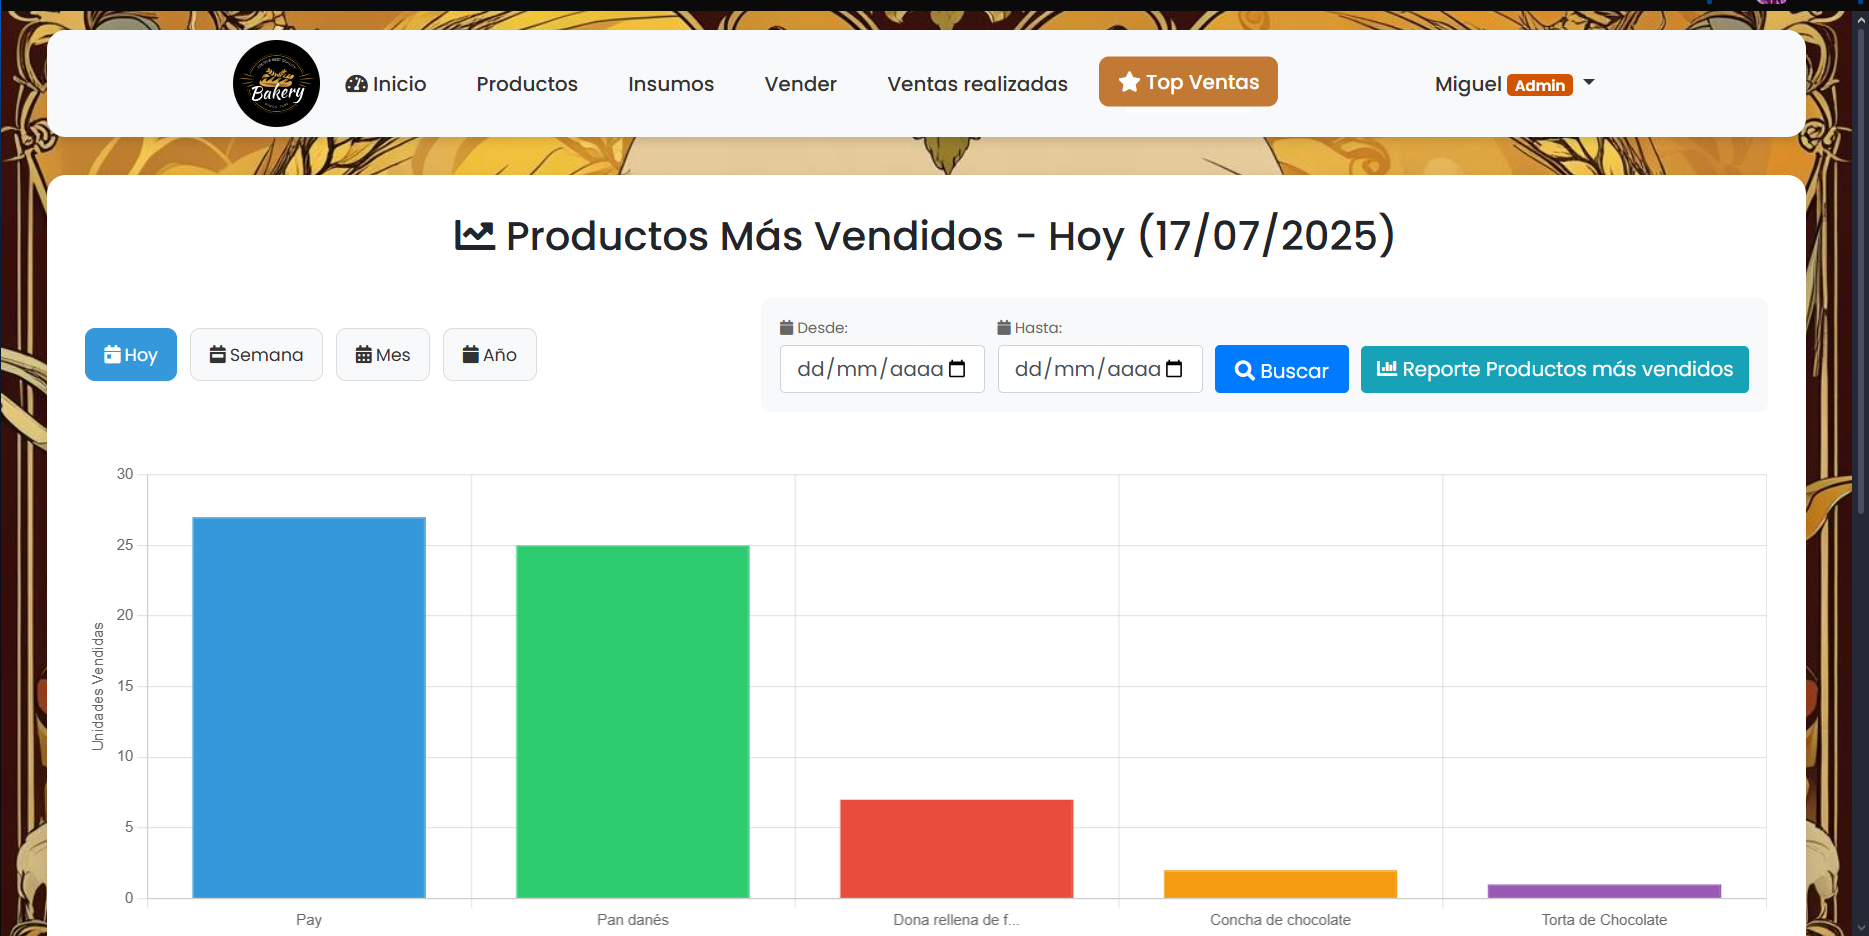 Bakery
Inicio
Productos
Insumos
Vender
Ventas realizadas
Top Ventas
Miguel Admin
Productos Más Vendidos - Hoy (17/07/2025)
Hoy
Semana
Mes
Año
Desde:
Hasta:
dd/mm/aaaa
dd/mm/aaaa
Buscar
Reporte Productos más vendidos
Unidades Vendidas
30
25
20
15
10
5
0
Pay
Pan danés
Dona rellena de f...
Concha de chocolate
Torta de Chocolate